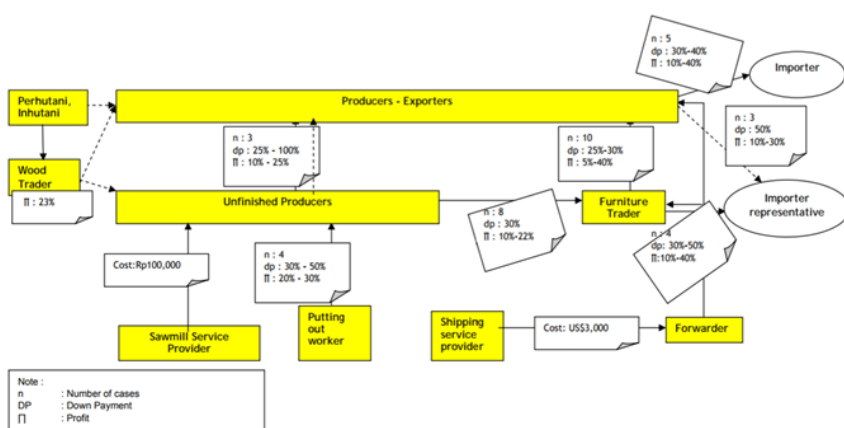 n : 5
dp : 30%-40%
∏ : 10%-40%
Importer
Perhutani,
Inhutani
Producers - Exporters
n : 3
dp : 25% - 100%
∏ : 10% - 25%
n : 10
dp : 25%-30%
∏ : 5%-40%
n : 3
dp : 50%
∏ : 10%-30%
Wood
Trader
∏ : 23%
Unfinished Producers
n : 8
dp : 30%
∏ : 10%-22%
Furniture
Trader
Importer
representative
n : 4
dp: 30%-50%
∏:10%-40%
Cost:Rp100,000
n : 4
dp : 30% - 50%
∏ : 20% - 30%
Sawmill Service
Provider
Putting
out
worker
Shipping
service
provider
Cost: US$3,000
Forwarder
Note :
n : Number of cases
DP : Down Payment
∏ : Profit